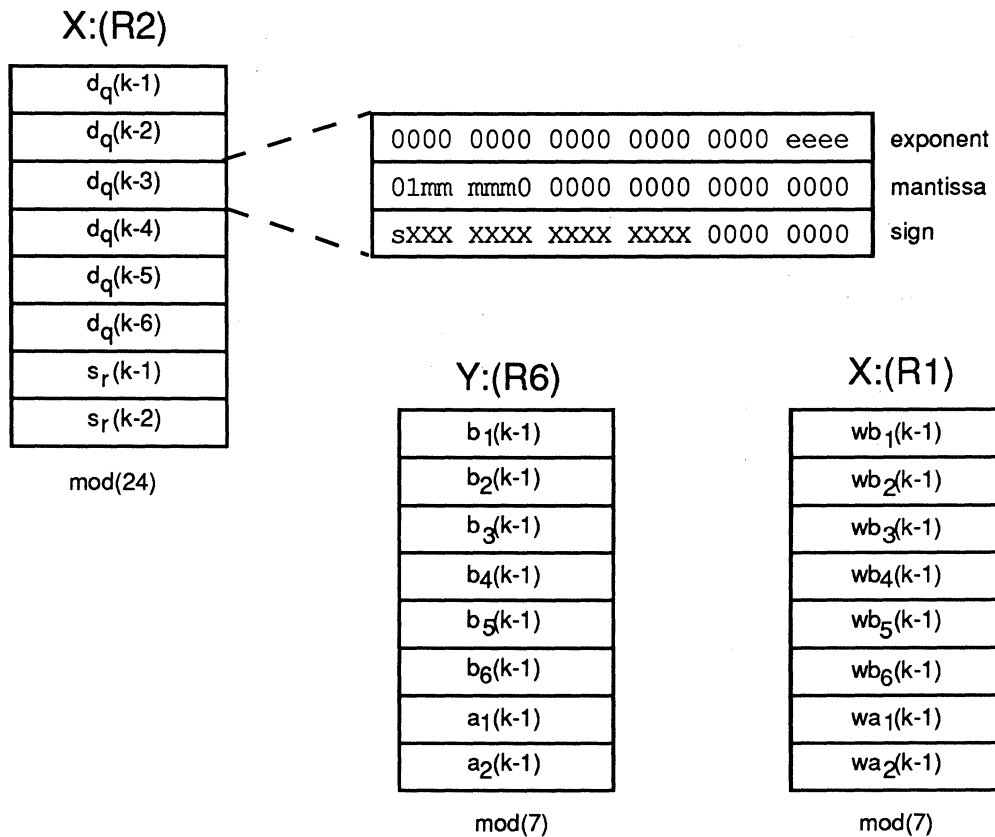 X:(R2)
dq(k-1)
dq(k-2)
dq(k-3)
dq(k-4)
dq(k-5)
dq(k-6)
sr(k-1)
sr(k-2)
mod(24)
0000 0000 0000 0000 0000 eeee exponent
01mm mmm0 0000 0000 0000 0000 mantissa
sXXX XXXX XXXX XXXX 0000 0000 sign
Y:(R6)
b1(k-1)
b2(k-1)
b3(k-1)
b4(k-1)
b5(k-1)
b6(k-1)
a1(k-1)
a2(k-1)
mod(7)
X:(R1)
wb1(k-1)
wb2(k-1)
wb3(k-1)
wb4(k-1)
wb5(k-1)
wb6(k-1)
wa1(k-1)
wa2(k-1)
mod(7)